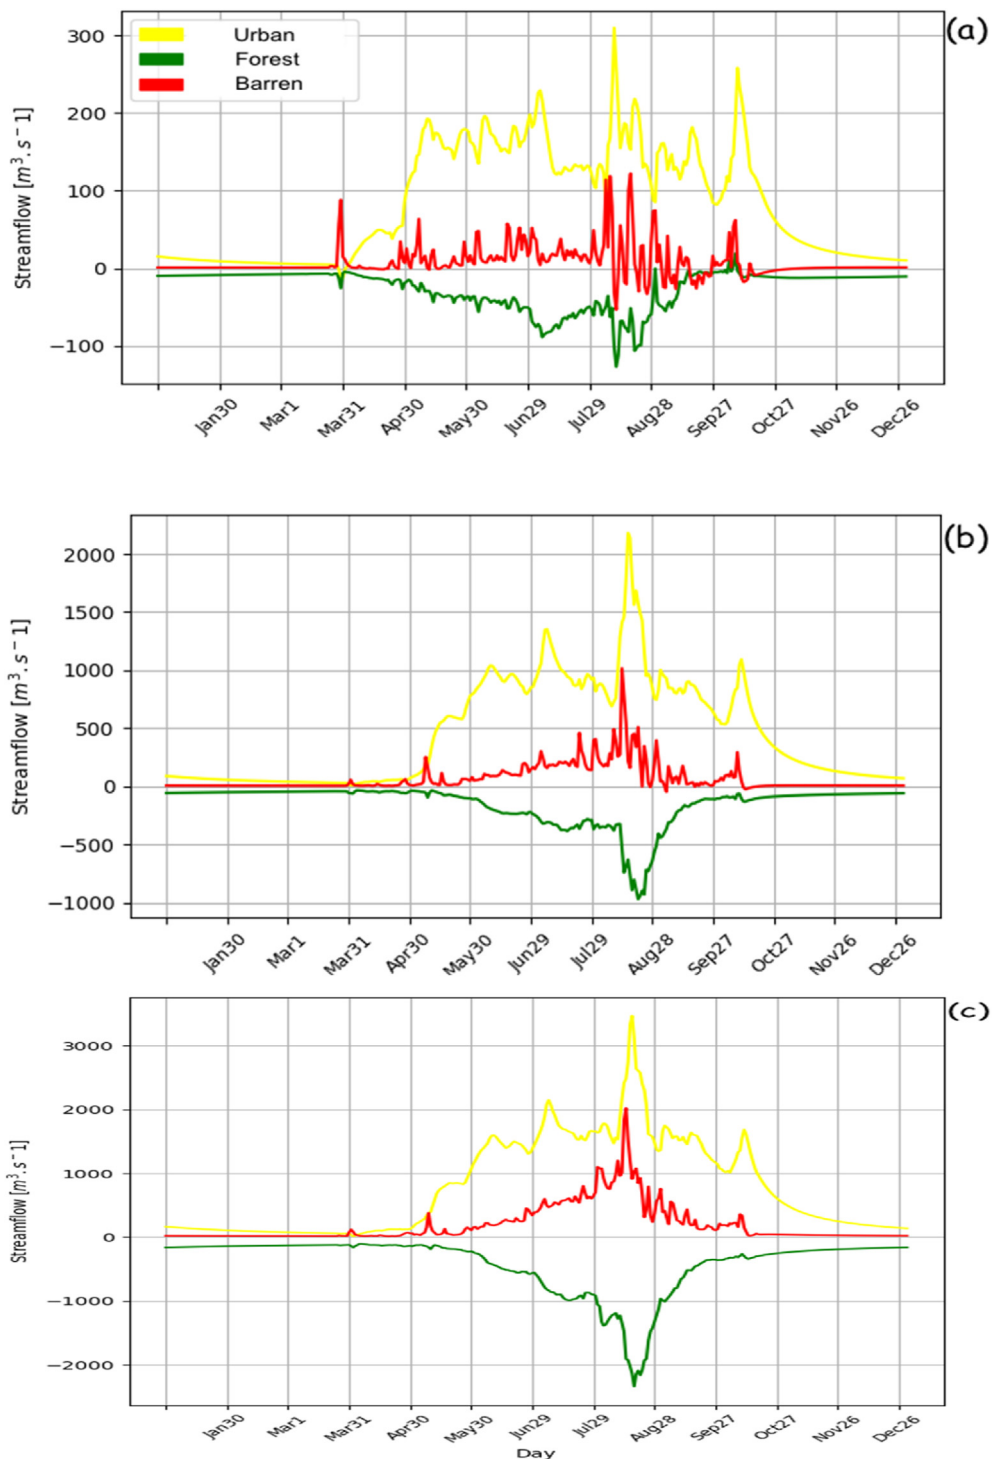 (a)
Urban
Forest
Barren
Streamflow [m³.s⁻1]
300
200
100
0
−100
Jan30 Mar1 Mar31 Apr30 May30 Jun29 Jul29 Aug28 Sep27 Oct27 Nov26 Dec26
(b)
Streamflow [m³.s⁻1]
2000
1500
1000
500
0
−500
−1000
Jan30 Mar1 Mar31 Apr30 May30 Jun29 Jul29 Aug28 Sep27 Oct27 Nov26 Dec26
(c)
Streamflow [m³.s⁻1]
3000
2000
1000
0
−1000
−2000
Jan30 Mar1 Mar31 Apr30 May30 Jun29 Jul29 Aug28 Sep27 Oct27 Nov26 Dec26
Day